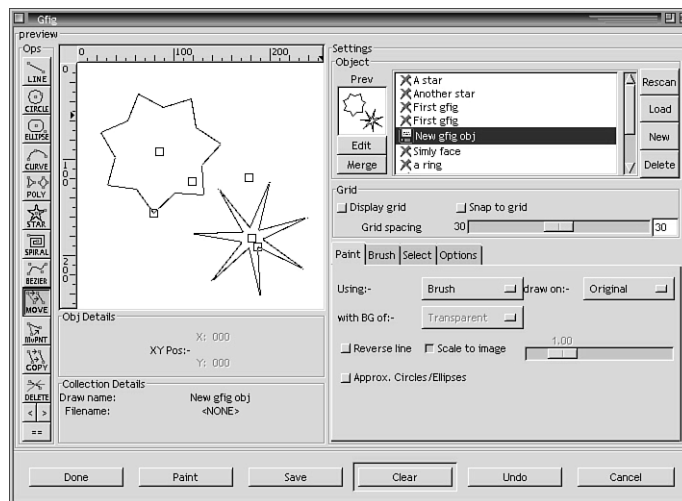 Gfig
preview
Ops
LINE
CIRCLE
ELLIPSE
CURVE
POLY
STAR
SPIRAL
BEZIER
MOVE
MvPNT
COPY
DELETE
< >
==
0 100 200
0
100
200
Obj Details
X: 000
XY Pos:-
Y: 000
Collection Details
Draw name: New gfig obj
Filename: <NONE>
Settings
Object
Prev
Edit
Merge
A star
Another star
First gfig
First gfig
New gfig obj
Simly face
a ring
Rescan
Load
New
Delete
Grid
Display grid Snap to grid
Grid spacing 30 30
Paint Brush Select Options
Using:- Brush draw on:- Original
with BG of:- Transparent
Reverse line Scale to image 1.00
Approx. Circles/Ellipses
Done Paint Save Clear Undo Cancel